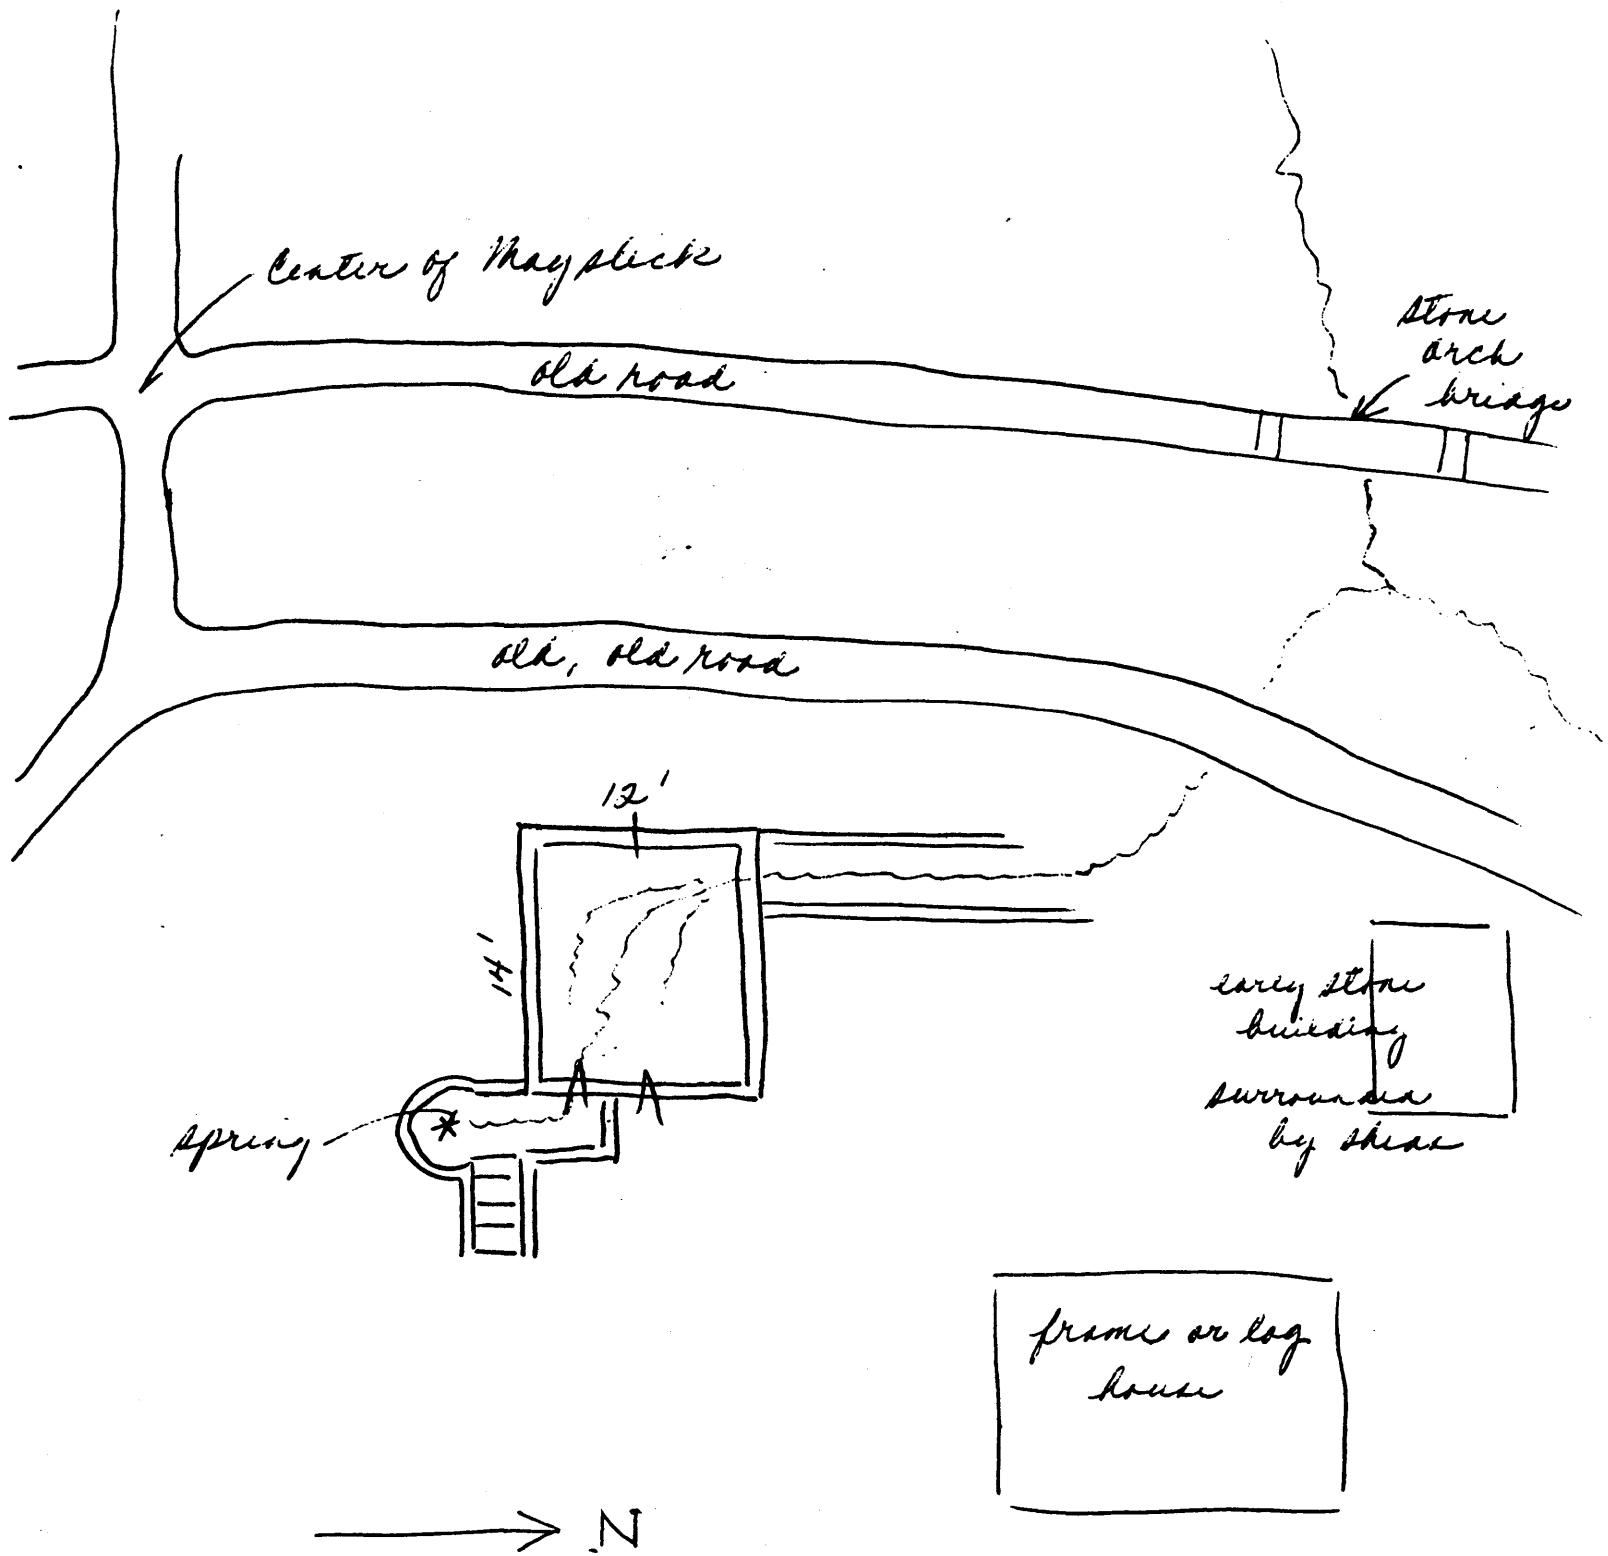 Center of Mayslick
stone
arch
bridge
old road
old, old road
12'
14'
early stone
building
surrounded
by sheds
spring
frame or log
house
N